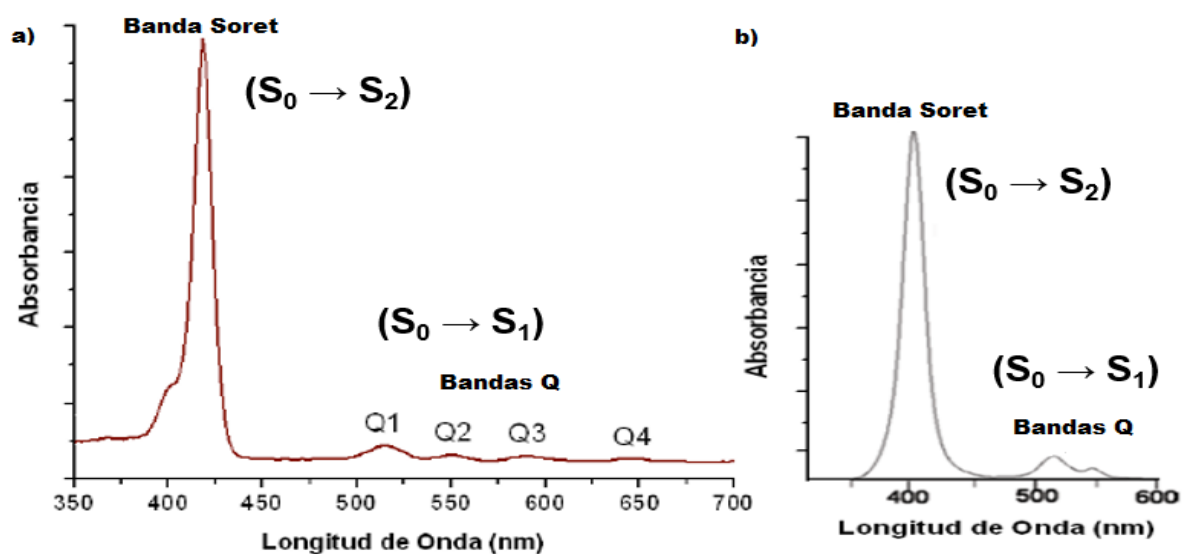 a)
Banda Soret
(S₀ → S₂)
(S₀ → S₁)
Bandas Q
Q1 Q2 Q3 Q4
Absorbancia
350 400 450 500 550 600 650 700
Longitud de Onda (nm)
b)
Banda Soret
(S₀ → S₂)
(S₀ → S₁)
Bandas Q
Absorbancia
400 500 600
Longitud de Onda (nm)